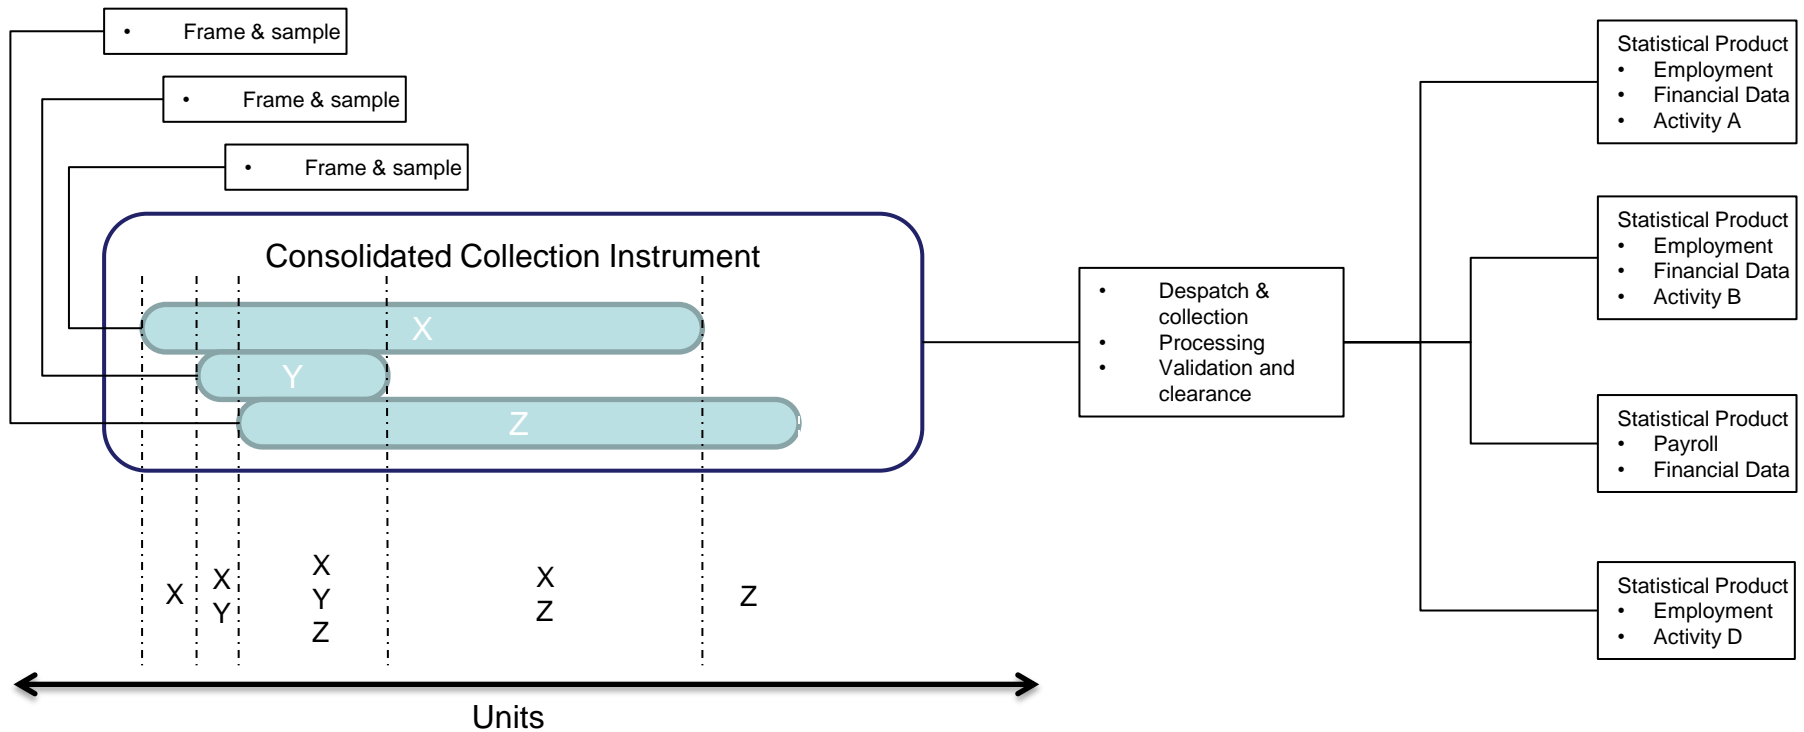 • Frame & sample
• Frame & sample
• Frame & sample
Consolidated Collection Instrument
X
Y
Z
X
X
Y
X
Y
Z
X
Z
Z
Units
• Despatch &
collection
• Processing
• Validation and
clearance
Statistical Product
• Employment
• Financial Data
• Activity A
Statistical Product
• Employment
• Financial Data
• Activity B
Statistical Product
• Payroll
• Financial Data
Statistical Product
• Employment
• Activity D